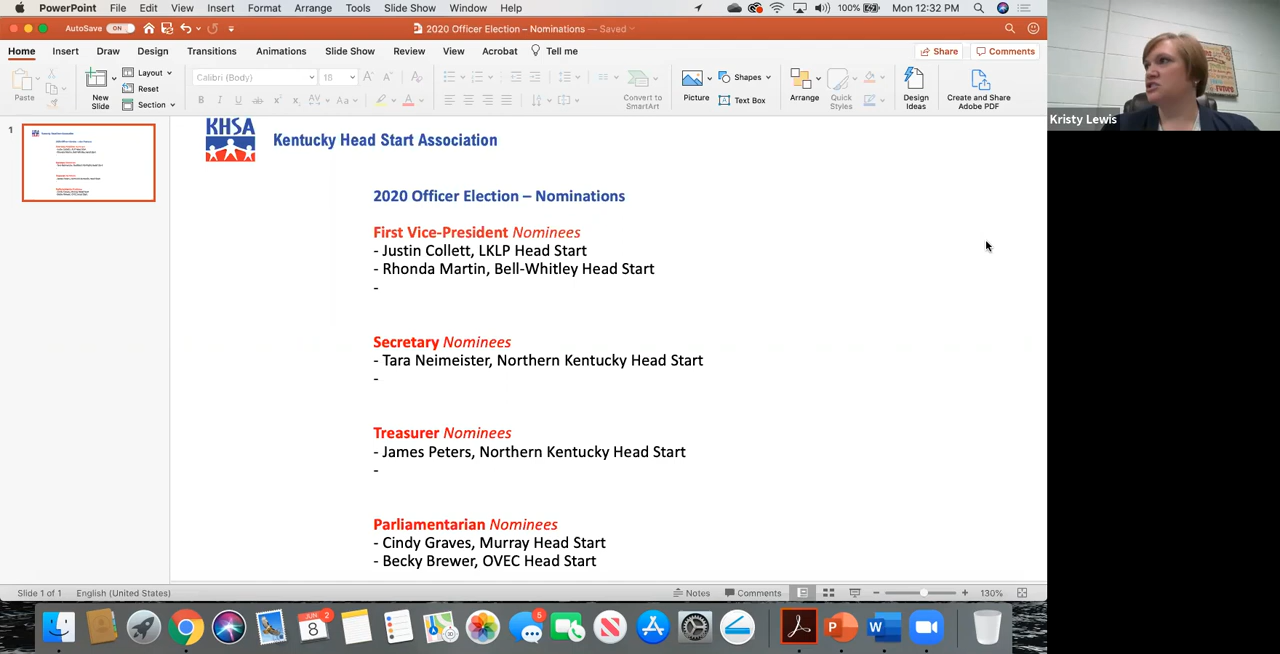 PowerPoint File Edit View Insert Format Arrange Tools Slide Show Window Help 100% Mon 12:32 PM
AutoSave ON 2020 Officer Election – Nominations — Saved
Home Insert Draw Design Transitions Animations Slide Show Review View Acrobat Tell me Share Comments
Paste
New Slide
Layout
Reset
Section
Calibri (Body) 18
Convert to SmartArt
Picture
Shapes
Text Box
Arrange
Quick Styles
Design Ideas
Create and Share Adobe PDF
Kristy Lewis
1
KHSA
Kentucky Head Start Association
2020 Officer Election – Nominations
First Vice-President Nominees
- Justin Collett, LKLP Head Start
- Rhonda Martin, Bell-Whitley Head Start
-
Secretary Nominees
- Tara Neimeister, Northern Kentucky Head Start
-
Treasurer Nominees
- James Peters, Northern Kentucky Head Start
-
Parliamentarian Nominees
- Cindy Graves, Murray Head Start
- Becky Brewer, OVEC Head Start
Slide 1 of 1 English (United States) Notes Comments 130%
JUN 8 2
5